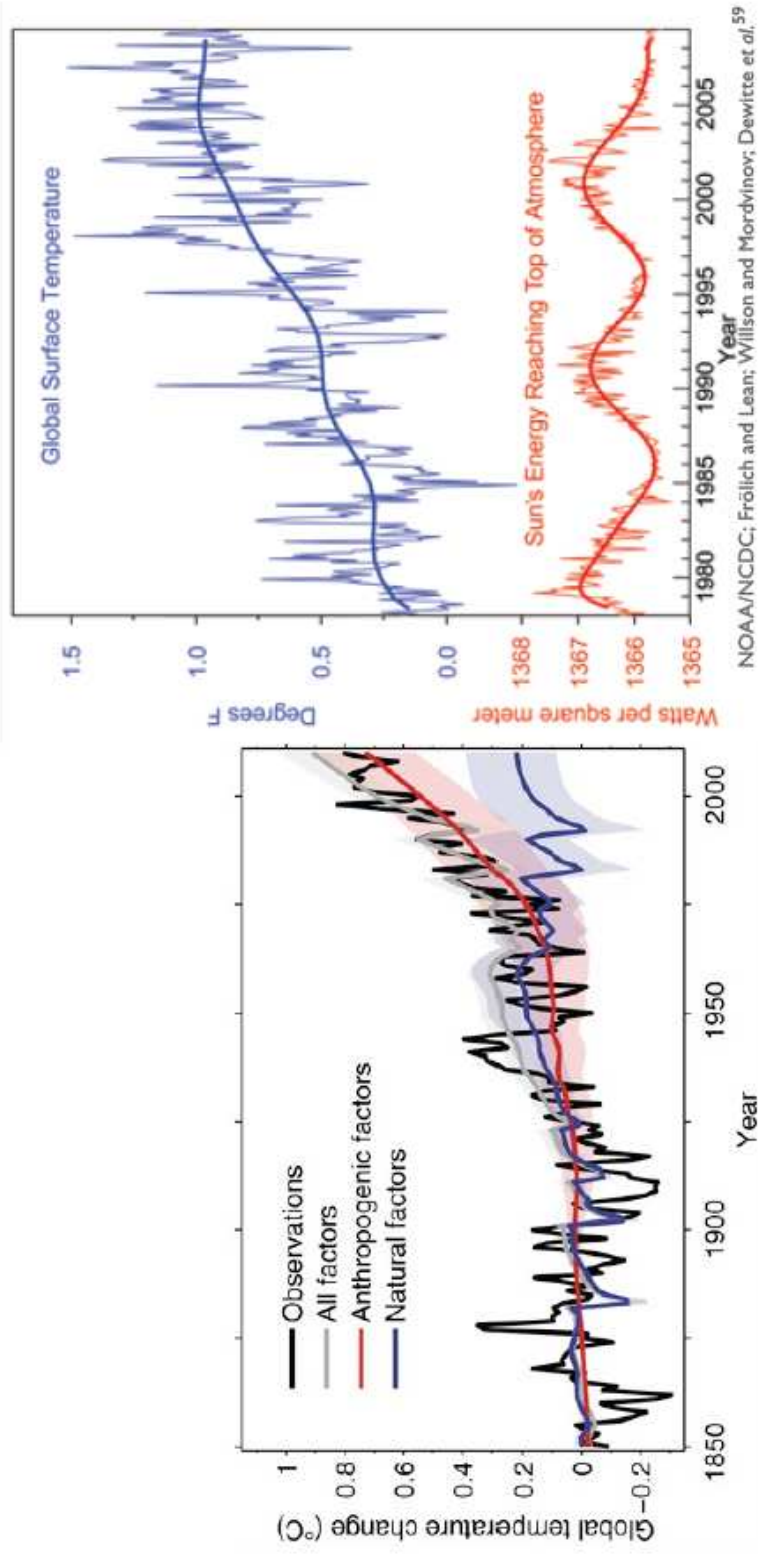 Global temperature change (°C)
1
0.8
0.6
0.4
0.2
0
−0.2
Observations
All factors
Anthropogenic factors
Natural factors
1850
1900
1950
2000
Year
Degrees F
1.5
1.0
0.5
0.0
Global Surface Temperature
Watts per square meter
1368
1367
1366
1365
Sun's Energy Reaching Top of Atmosphere
1980
1985
1990
1995
2000
2005
Year
NOAA/NCDC; Frölich and Lean; Willson and Mordvinov; Dewitte et al.59